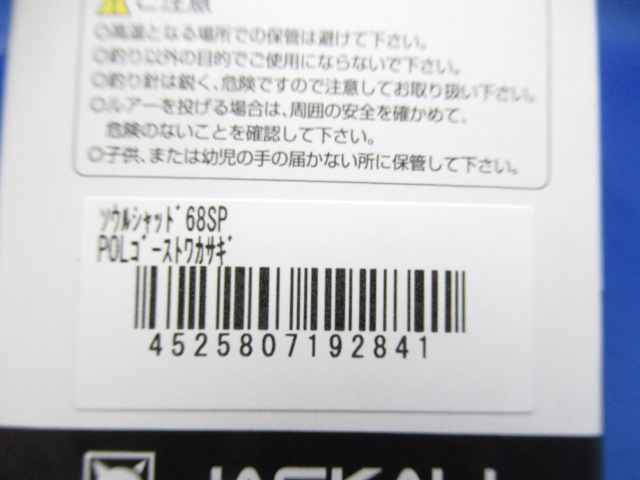 ご注意
◎高温となる場所での保管は避けて下さい。
◎釣り以外の目的でご使用にならないで下さい。
◎釣り針は鋭く、危険ですので注意してお取り扱い下さい。
◎ルアーを投げる場合は、周囲の安全を確かめて、
危険のないことを確認して下さい。
◎子供、または幼児の手の届かない所に保管して下さい。
ｿｳﾙｼｬｯﾄﾞ68SP
POLｺﾞｰｽﾄﾜｶｻｷﾞ
4525807192841
JACKALL